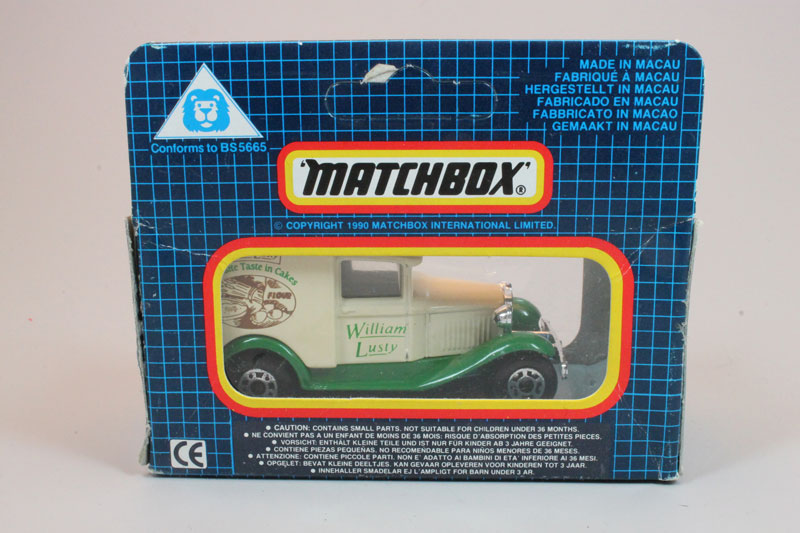 MADE IN MACAU
FABRIQUÉ À MACAU
HERGESTELLT IN MACAU
FABRICADO EN MACAU
FABBRICATO IN MACAO
GEMAAKT IN MACAU
Conforms to BS5665
'MATCHBOX'®
© COPYRIGHT 1990 MATCHBOX INTERNATIONAL LIMITED.
Taste in Cakes
FLOUR
William
Lusty
● CAUTION: CONTAINS SMALL PARTS. NOT SUITABLE FOR CHILDREN UNDER 36 MONTHS.
● NE CONVIENT PAS A UN ENFANT DE MOINS DE 36 MOIS: RISQUE D'ABSORPTION DES PETITES PIECES.
● VORSICHT: ENTHÄLT KLEINE TEILE UND IST NUR FÜR KINDER AB 3 JAHRE GEEIGNET.
● CONTIENE PIEZAS PEQUENAS. NO RECOMENDABLE PARA NIÑOS MENORES DE 36 MESES.
● ATTENZIONE: CONTIENE PICCOLE PARTI. NON E' ADATTO AI BAMBINI DI ETA' INFERIORE AI 36 MESI.
● OPGELET: BEVAT KLEINE DEELTJES. KAN GEVAAR OPLEVEREN VOOR KINDEREN TOT 3 JAAR.
● INNEHALLER SMADELAR EJ LAMPLIGT FOR BARN UNDER 3 AR.
CE